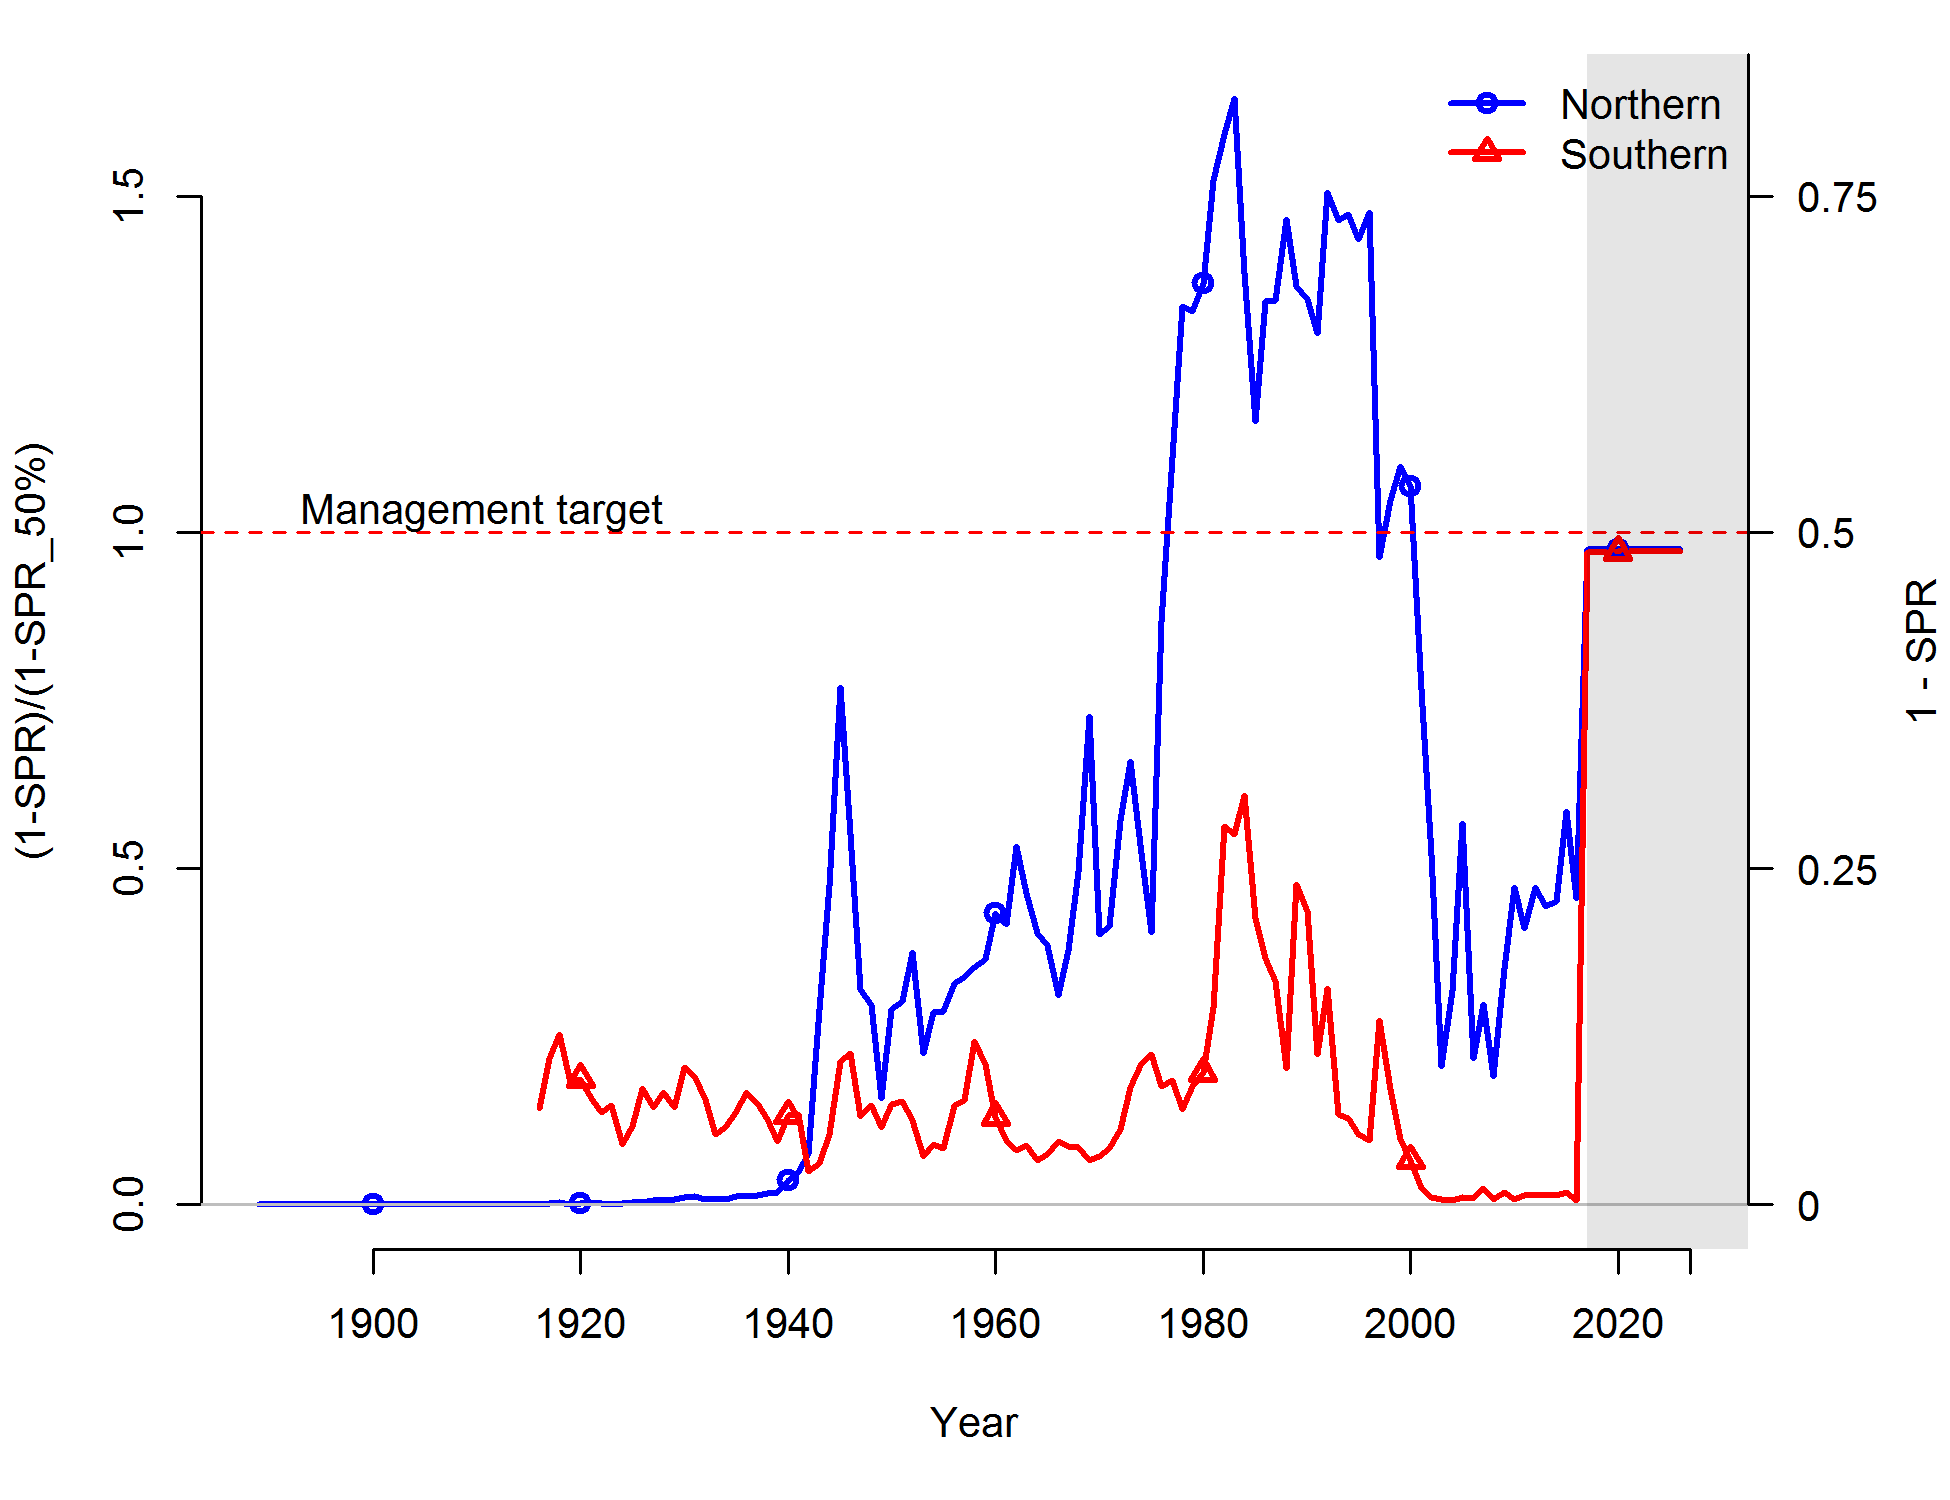 Northern
Southern
Management target
(1-SPR)/(1-SPR_50%)
0.0
0.5
1.0
1.5
1 - SPR
0
0.25
0.5
0.75
1900 1920 1940 1960 1980 2000 2020
Year